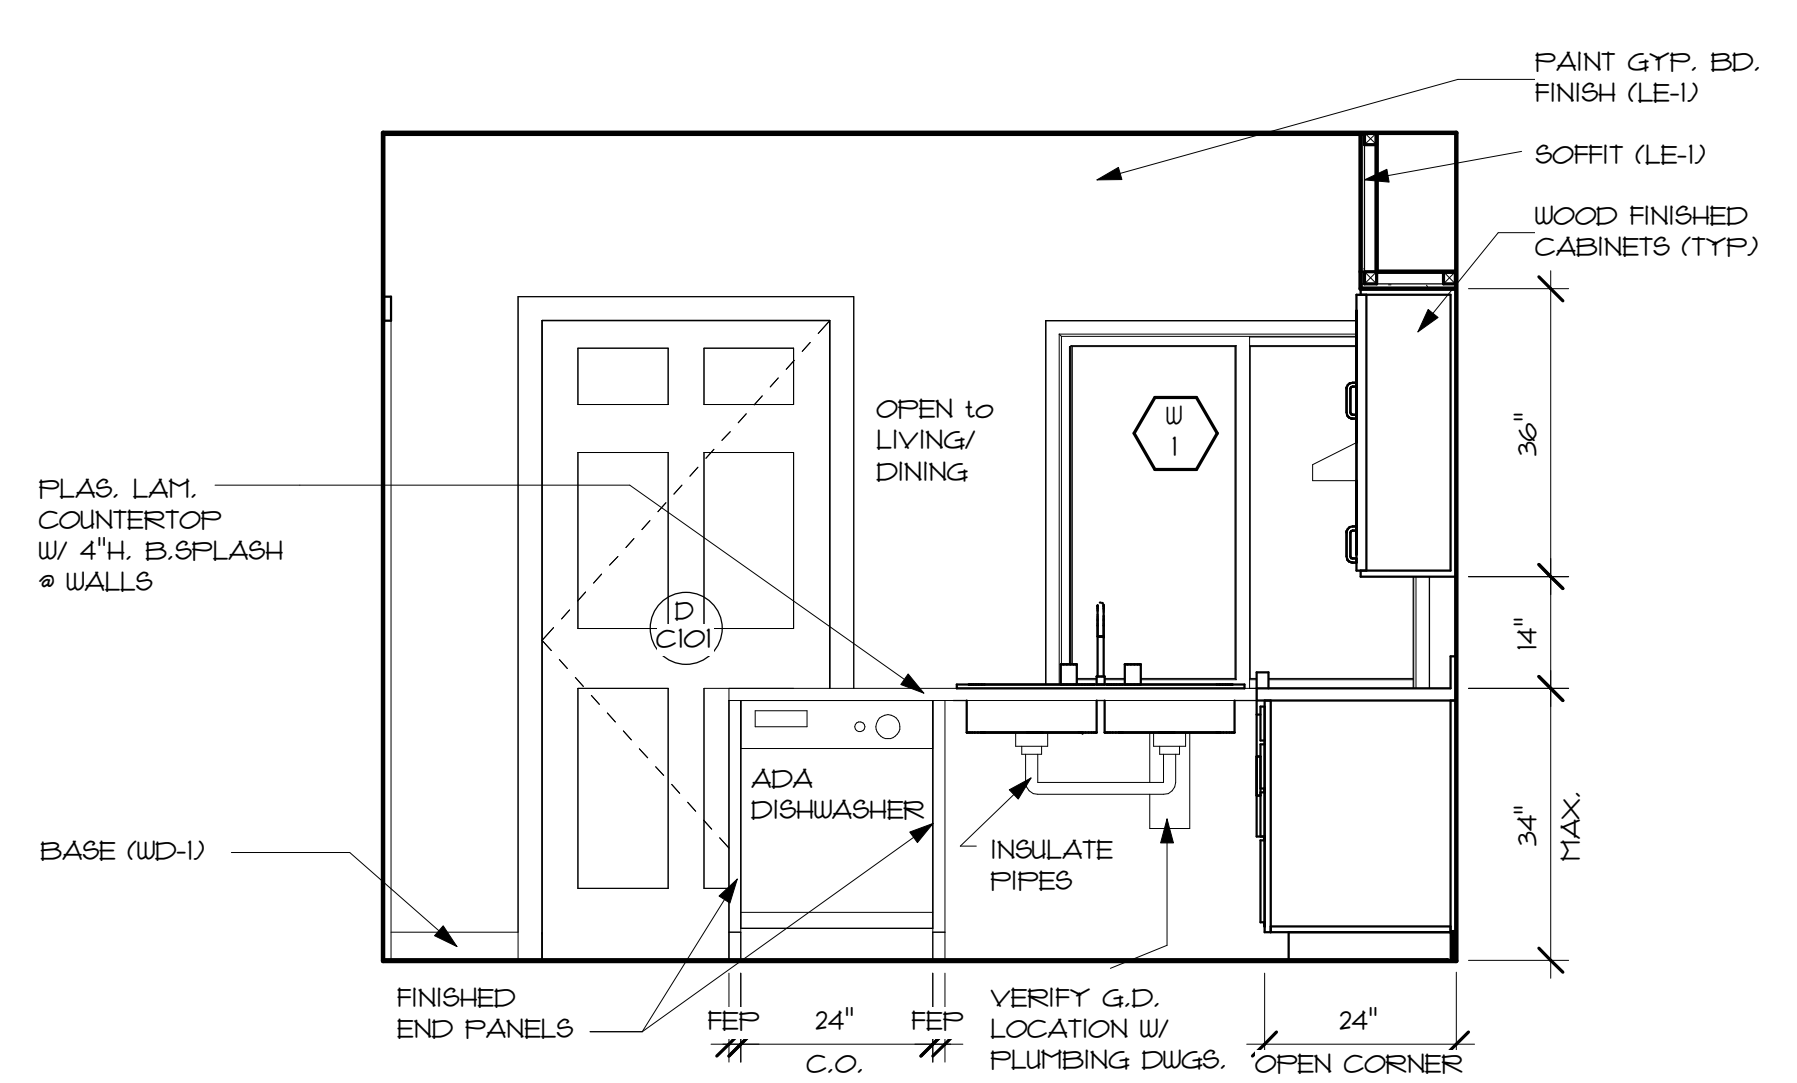 PAINT GYP. BD.
FINISH (LE-1)
SOFFIT (LE-1)
WOOD FINISHED
CABINETS (TYP)
OPEN to
LIVING/
DINING
W
1
36"
PLAS. LAM.
COUNTERTOP
W/ 4"H. B.SPLASH
@ WALLS
D
C101
14"
ADA
DISHWASHER
34"
MAX.
BASE (WD-1)
INSULATE
PIPES
FINISHED
END PANELS
FEP
24"
C.O.
FEP
VERIFY G.D.
LOCATION W/
PLUMBING DWGS.
24"
OPEN CORNER